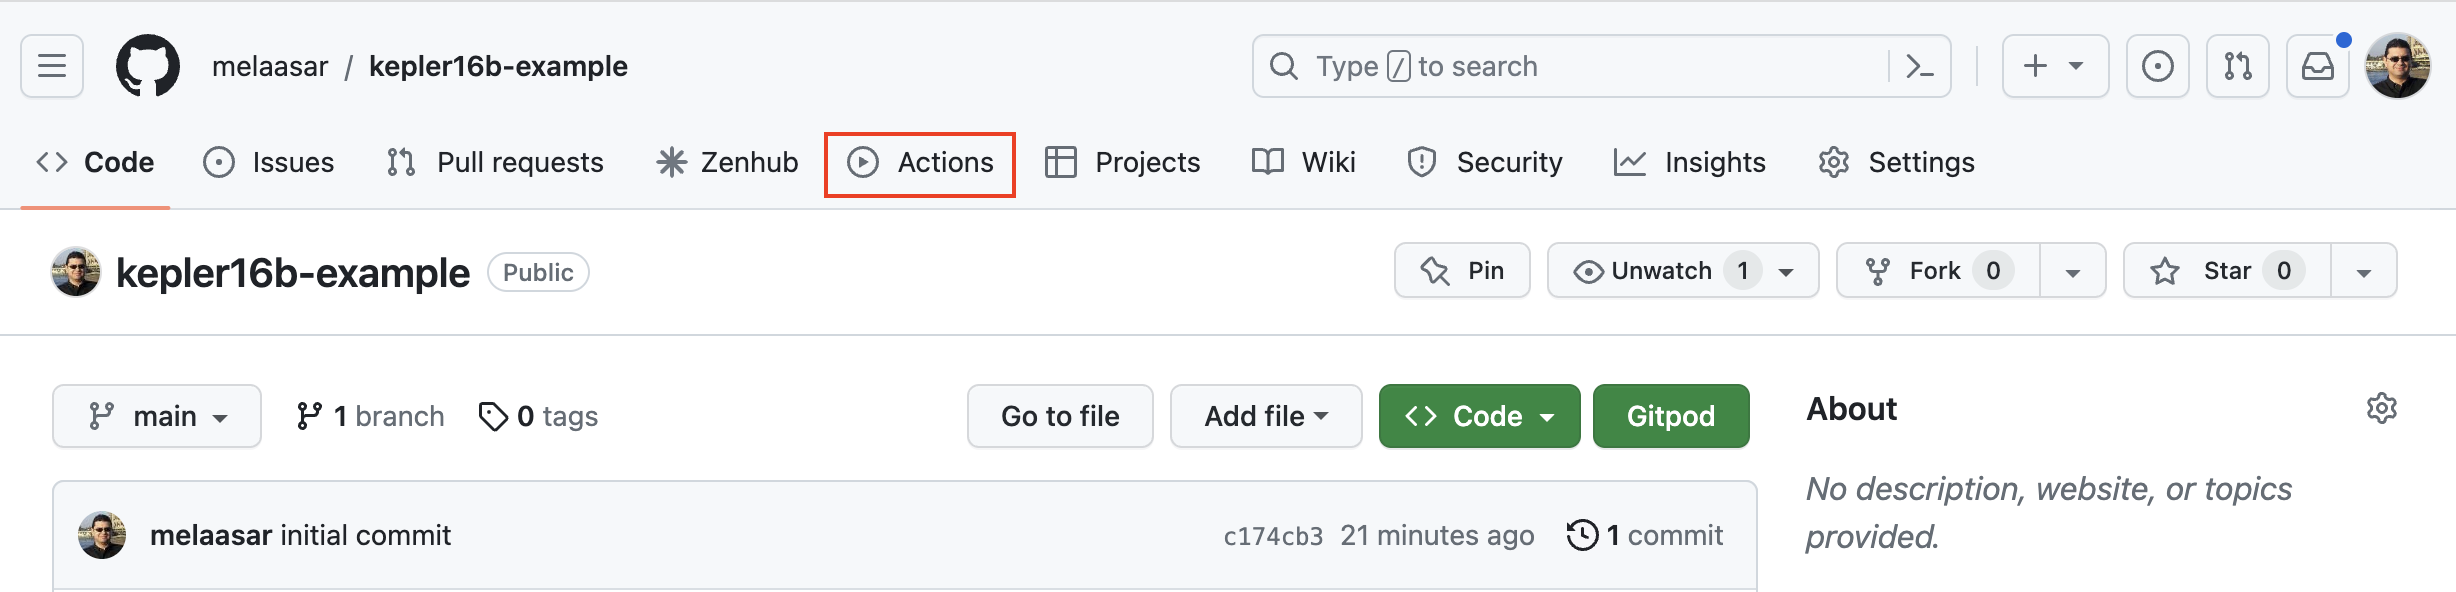 melaasar / kepler16b-example
Type / to search
Code Issues Pull requests Zenhub Actions Projects Wiki Security Insights Settings
kepler16b-example Public Pin Unwatch 1 Fork 0 Star 0
main 1 branch 0 tags Go to file Add file Code Gitpod About
No description, website, or topics
provided.
melaasar initial commit c174cb3 21 minutes ago 1 commit